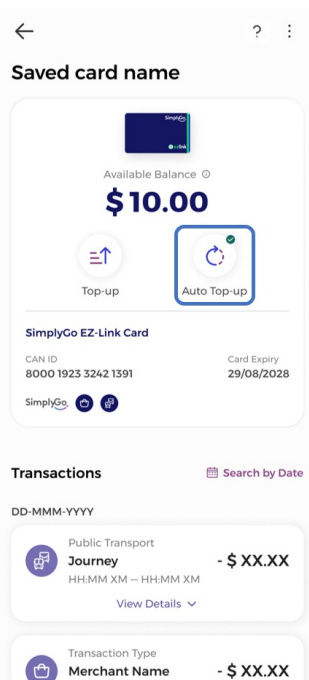 ?
Saved card name
SimplyGo
ezlink
Available Balance
$10.00
Top-up
Auto Top-up
SimplyGo EZ-Link Card
CAN ID
Card Expiry
8000 1923 3242 1391
29/08/2028
SimplyGo
Transactions
Search by Date
DD-MMM-YYYY
Public Transport
Journey
- $ XX.XX
HH:MM XM – HH:MM XM
View Details
Transaction Type
Merchant Name
- $ XX.XX